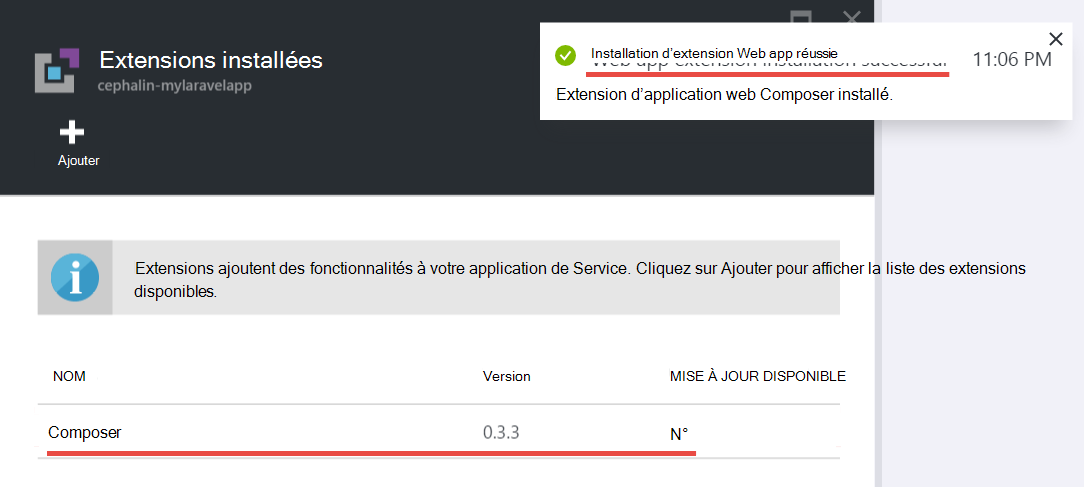 Extensions installées
cephalin-mylaravelapp
Ajouter
Installation d'extension Web app réussie
Web app extension installation successful
11:06 PM
Extension d'application web Composer installé.
Extensions ajoutent des fonctionnalités à votre application de Service. Cliquez sur Ajouter pour afficher la liste des extensions
disponibles.
NOM Version MISE À JOUR DISPONIBLE
Composer 0.3.3 N°